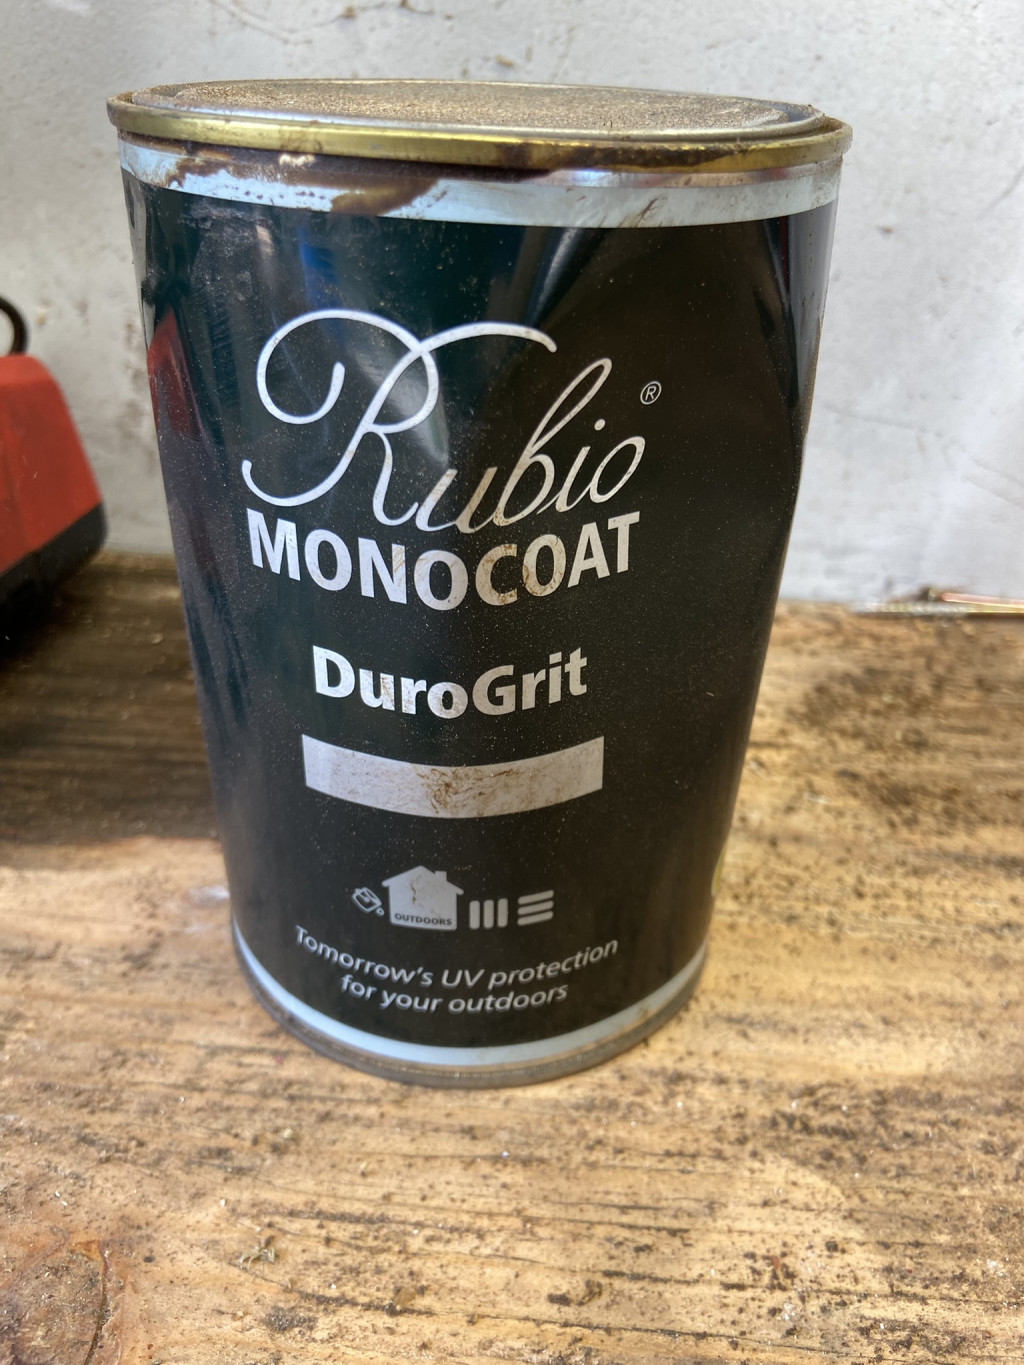 Rubio®
MONOCOAT
DuroGrit
OUTDOORS
Tomorrow's UV protection
for your outdoors